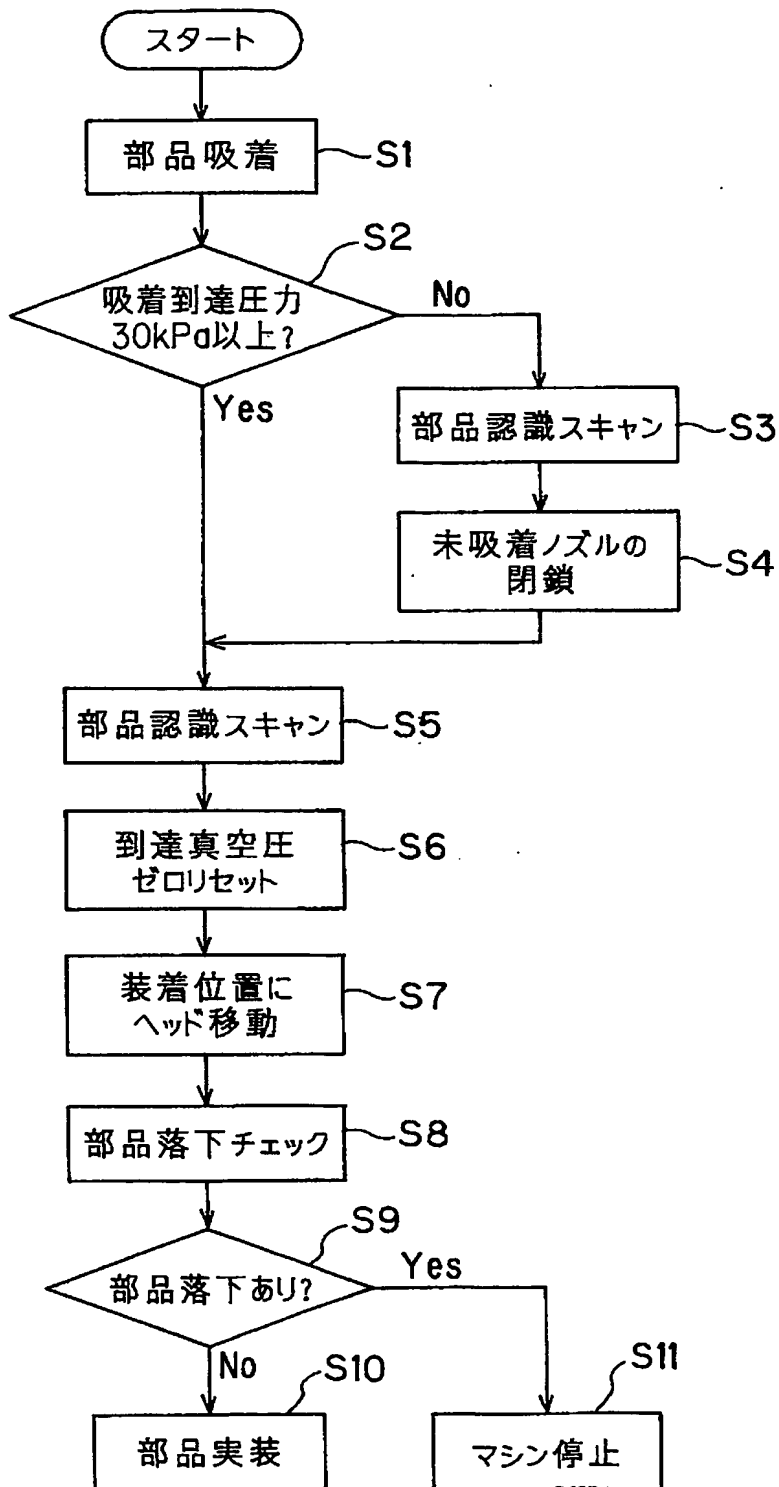 スタート
部品吸着
S1
S2
吸着到達圧力
30kPa以上?
No
Yes
部品認識スキャン
S3
未吸着ノズルの
閉鎖
S4
部品認識スキャン
S5
到達真空圧
ゼロリセット
S6
装着位置に
ヘッド移動
S7
部品落下チェック
S8
S9
部品落下あり?
Yes
No
S10
S11
部品実装
マシン停止